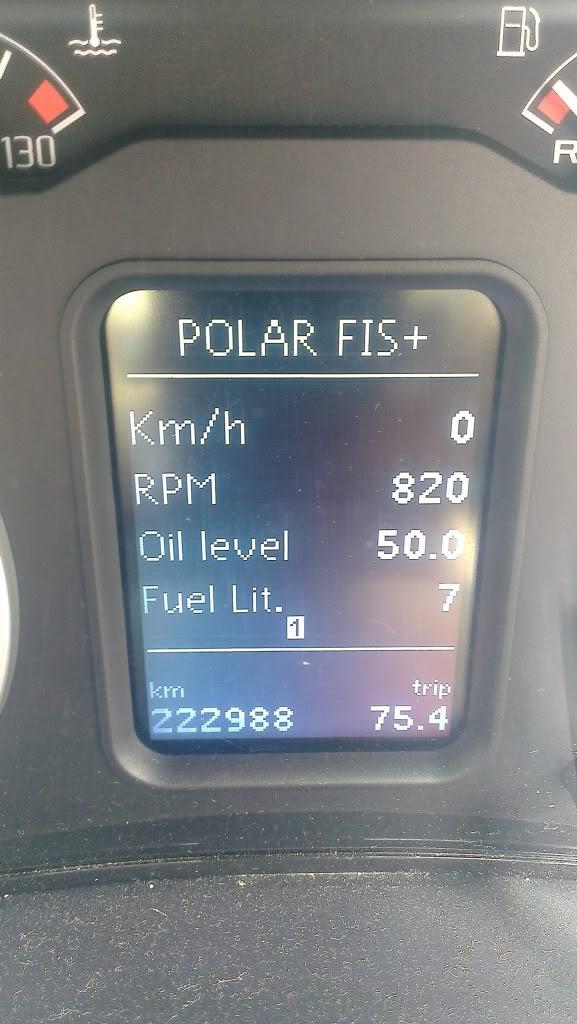 130
R
POLAR FIS+
Km/h 0
RPM 820
Oil level 50.0
Fuel Lit. 7
1
km trip
222988 75.4